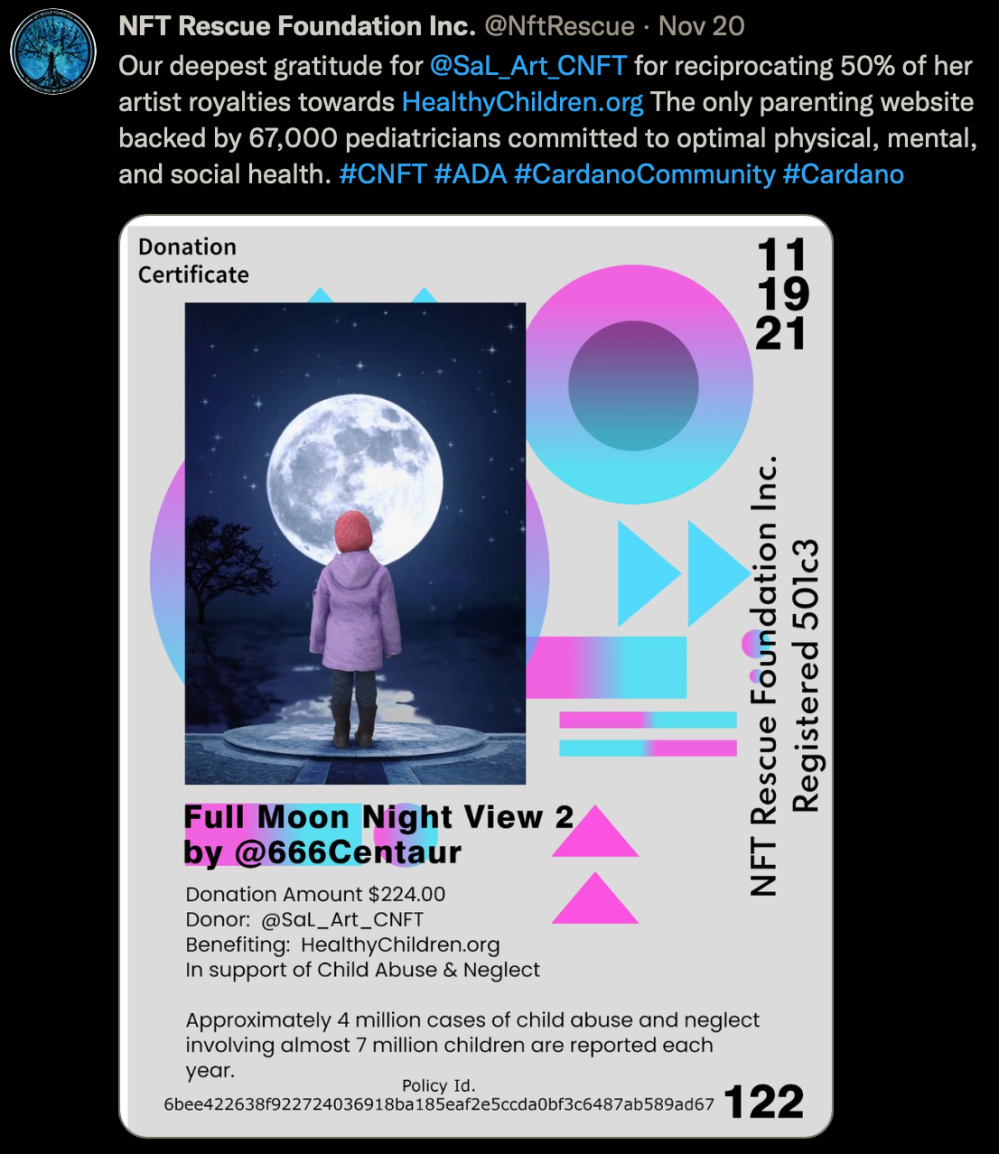 NFT Rescue Foundation Inc. @NftRescue · Nov 20
Our deepest gratitude for @SaL_Art_CNFT for reciprocating 50% of her
artist royalties towards HealthyChildren.org The only parenting website
backed by 67,000 pediatricians committed to optimal physical, mental,
and social health. #CNFT #ADA #CardanoCommunity #Cardano
Donation
Certificate
11
19
21
NFT Rescue Foundation Inc.
Registered 501c3
Full Moon Night View 2
by @666Centaur
Donation Amount $224.00
Donor: @SaL_Art_CNFT
Benefiting: HealthyChildren.org
In support of Child Abuse & Neglect
Approximately 4 million cases of child abuse and neglect
involving almost 7 million children are reported each
year.
Policy Id.
6bee422638f922724036918ba185eaf2e5ccda0bf3c6487ab589ad67
122